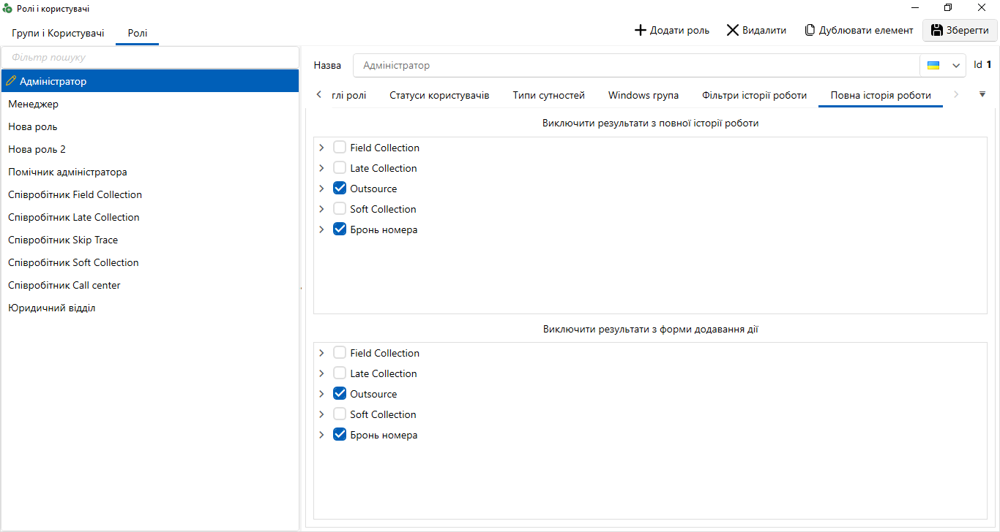 Ролі і користувачі
Групи і Користувачі Ролі
Додати роль Видалити Дублювати елемент Зберегти
Фільтр пошуку
Адміністратор
Менеджер
Нова роль
Нова роль 2
Помічник адміністратора
Співробітник Field Collection
Співробітник Late Collection
Співробітник Skip Trace
Співробітник Soft Collection
Співробітник Call center
Юридичний відділ
Назва Адміністратор Id 1
глі ролі Статуси користувачів Типи сутностей Windows група Фільтри історії роботи Повна історія роботи
Виключити результати з повної історії роботи
Field Collection
Late Collection
Outsource
Soft Collection
Бронь номера
Виключити результати з форми додавання дії
Field Collection
Late Collection
Outsource
Soft Collection
Бронь номера